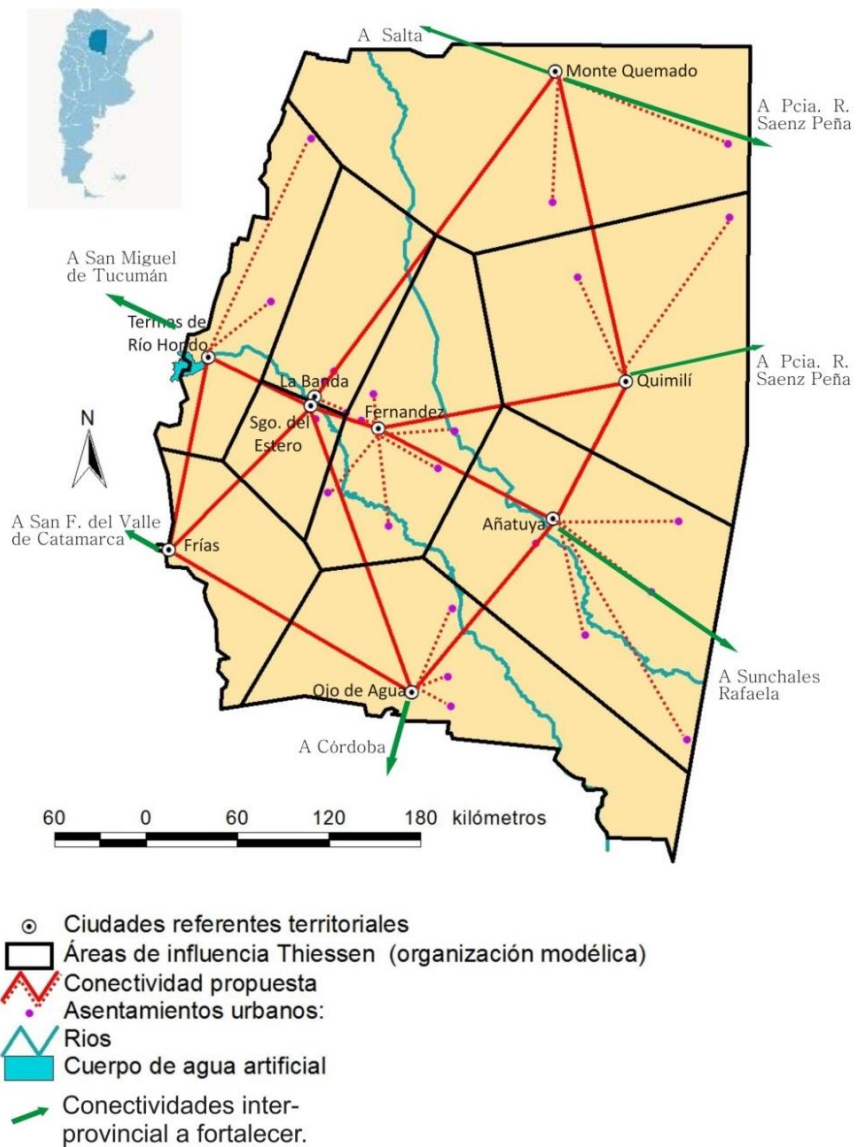 A Salta
Monte Quemado
A Pcia. R.
Saenz Peña
A San Miguel
de Tucumán
Termas de
Río Hondo
La Banda
Sgo. del
Estero
Fernandez
Quimilí
A Pcia. R.
Saenz Peña
N
A San F. del Valle
de Catamarca
Frías
Añatuya
Ojo de Agua
A Sunchales
Rafaela
A Córdoba
60 0 60 120 180 kilómetros
Ciudades referentes territoriales
Áreas de influencia Thiessen (organización modélica)
Conectividad propuesta
Asentamientos urbanos:
Rios
Cuerpo de agua artificial
Conectividades inter-
provincial a fortalecer.